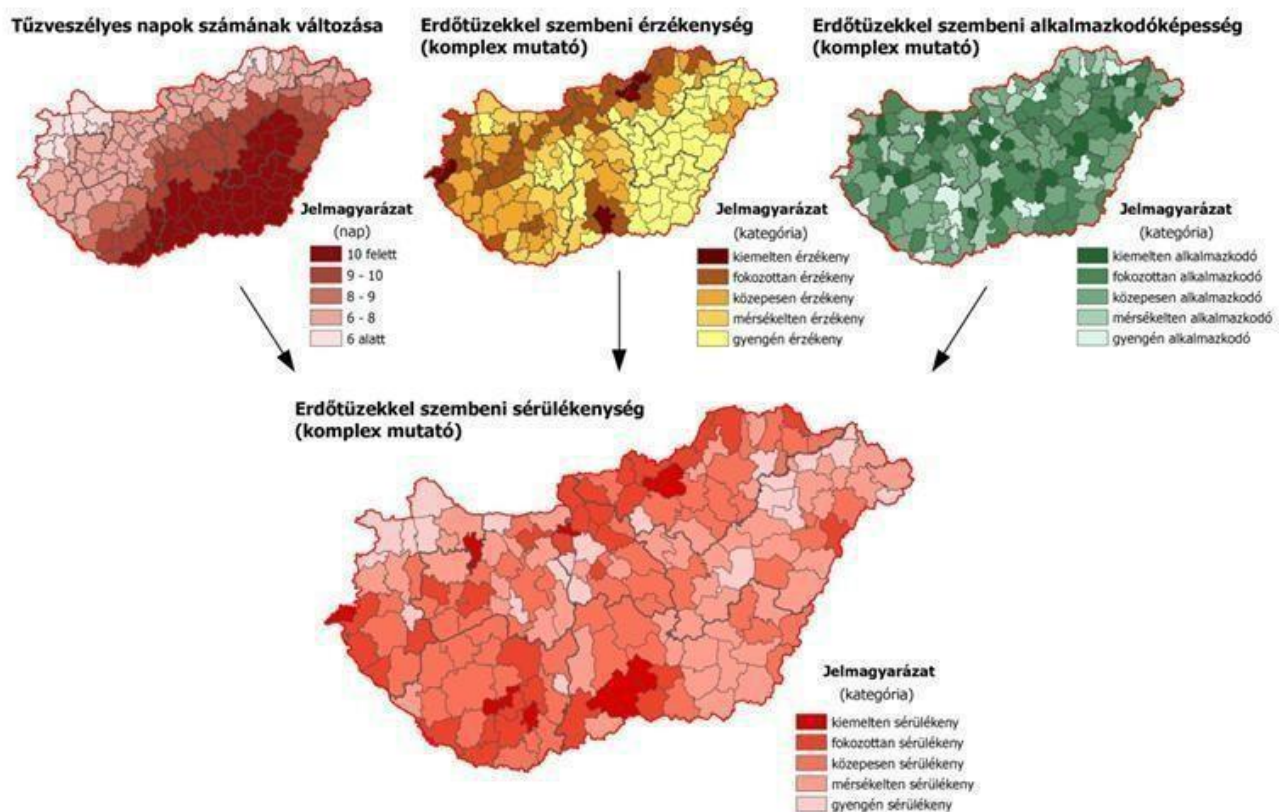 Tűzveszélyes napok számának változása
Jelmagyarázat
(nap)
10 felett
9 - 10
8 - 9
6 - 8
6 alatt
Erdőtüzekkel szembeni érzékenység
(komplex mutató)
Jelmagyarázat
(kategória)
kiemelten érzékeny
fokozottan érzékeny
közepesen érzékeny
mérsékelten érzékeny
gyengén érzékeny
Erdőtüzekkel szembeni alkalmazkodóképesség
(komplex mutató)
Jelmagyarázat
(kategória)
kiemelten alkalmazkodó
fokozottan alkalmazkodó
közepesen alkalmazkodó
mérsékelten alkalmazkodó
gyengén alkalmazkodó
Erdőtüzekkel szembeni sérülékenység
(komplex mutató)
Jelmagyarázat
(kategória)
kiemelten sérülékeny
fokozottan sérülékeny
közepesen sérülékeny
mérsékelten sérülékeny
gyengén sérülékeny